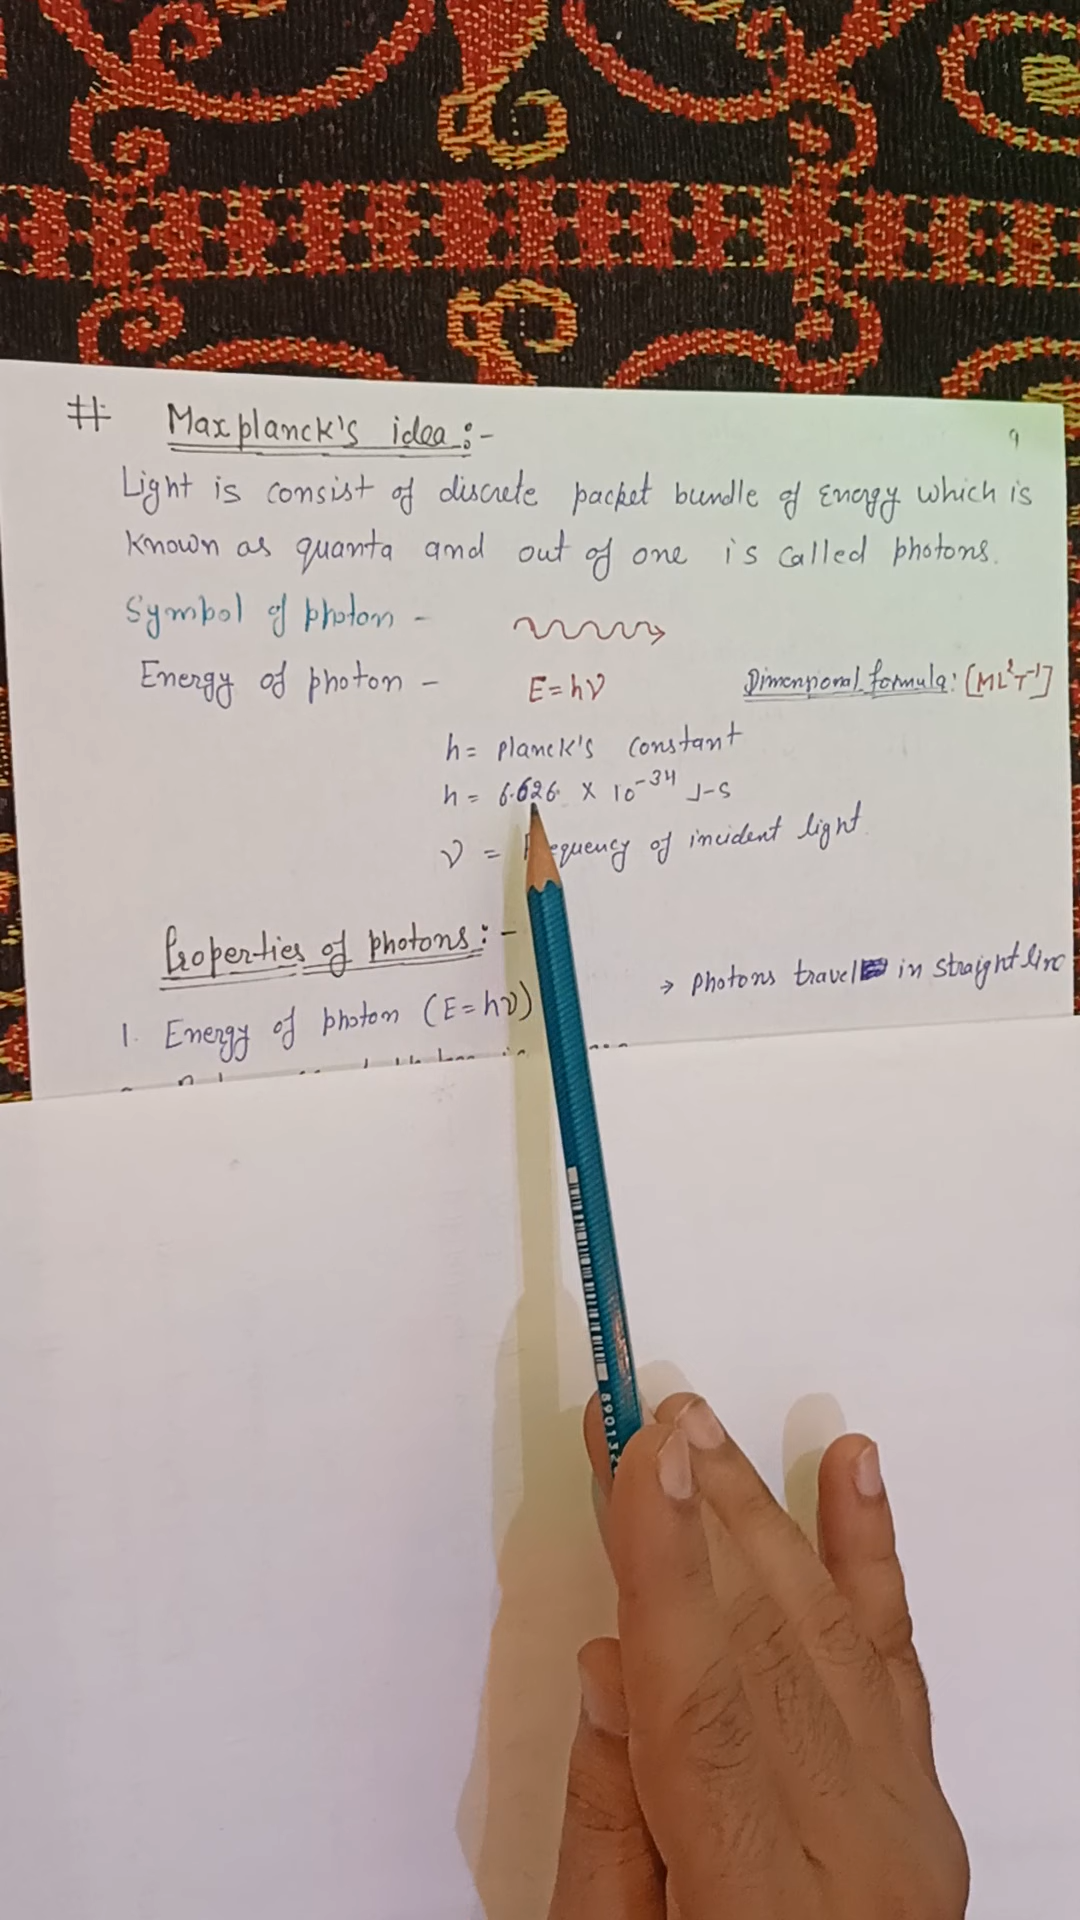 # Max planck's idea :-
9
Light is consist of discrete packet bundle of Energy which is
known as quanta and out of one is called photons.
Symbol of photon -
Energy of photon - E=hν Dimensional formula: [ML²T⁻¹]
h = planck's constant
h = 6.626 × 10⁻³⁴ J-S
ν = Frequency of incident light
Properties of photons :-
1. Energy of photon (E=hν) → photons travel in straight line